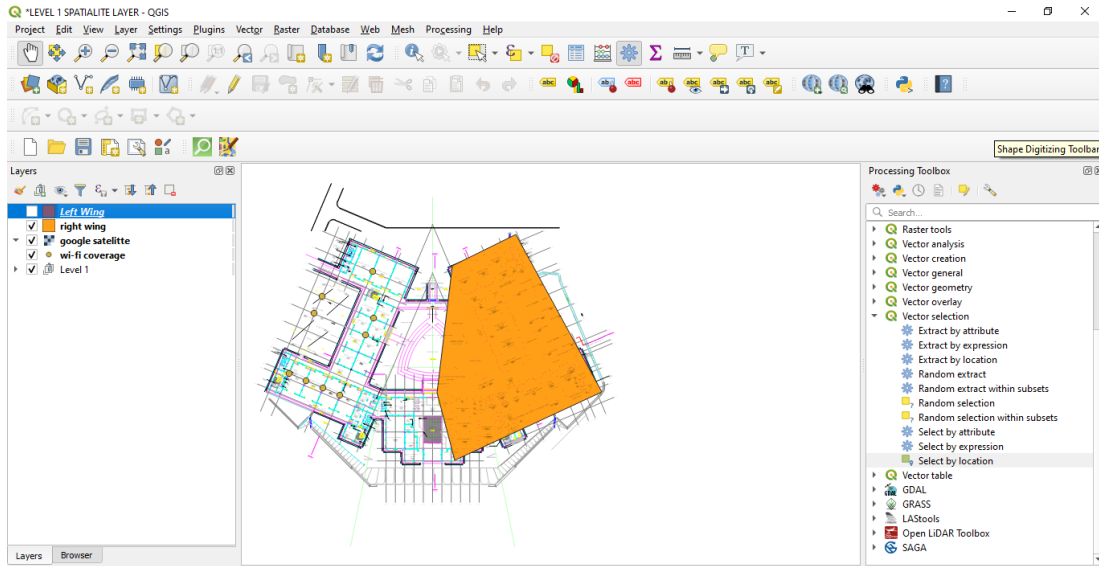 *LEVEL 1 SPATIALITE LAYER - QGIS
Project Edit View Layer Settings Plugins Vector Raster Database Web Mesh Processing Help
Shape Digitizing Toolbar
Layers
Left Wing
right wing
google satelitte
wi-fi coverage
Level 1
Layers Browser
Processing Toolbox
Search...
Raster tools
Vector analysis
Vector creation
Vector general
Vector geometry
Vector overlay
Vector selection
Extract by attribute
Extract by expression
Extract by location
Random extract
Random extract within subsets
Random selection
Random selection within subsets
Select by attribute
Select by expression
Select by location
Vector table
GDAL
GRASS
LAStools
Open LiDAR Toolbox
SAGA